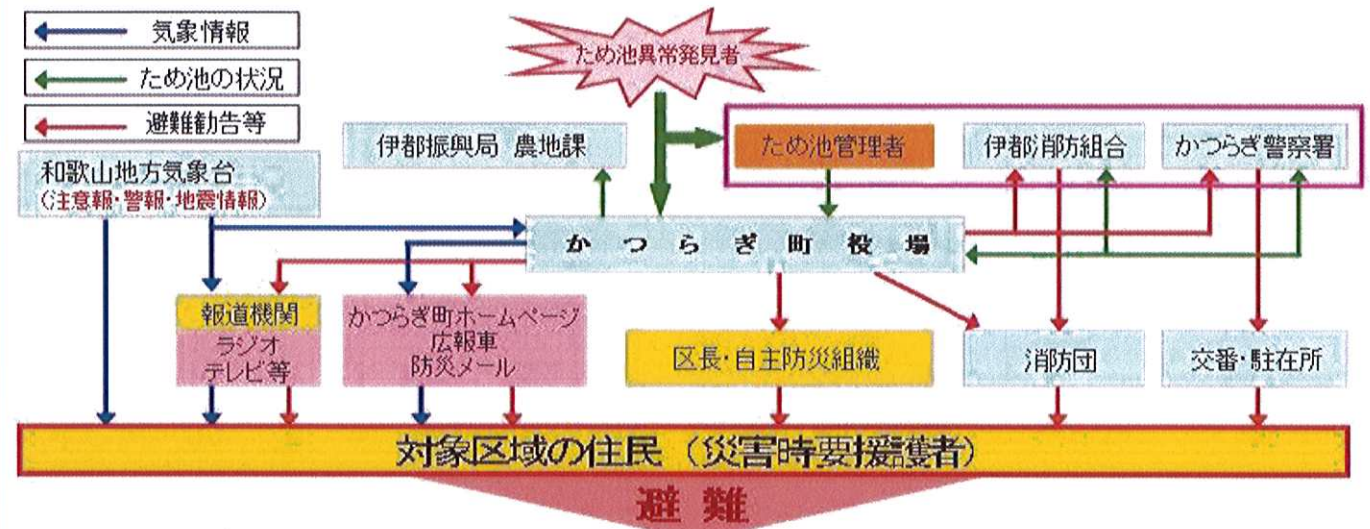 気象情報
ため池の状況
避難勧告等
ため池異常発見者
伊都振興局 農地課
ため池管理者
伊都消防組合
かつらぎ警察署
和歌山地方気象台
(注意報・警報・地震情報)
かつらぎ町役場
報道機関
ラジオ
テレビ等
かつらぎ町ホームページ
広報車
防災メール
区長・自主防災組織
消防団
交番・駐在所
対象区域の住民(災害時要援護者)
避難